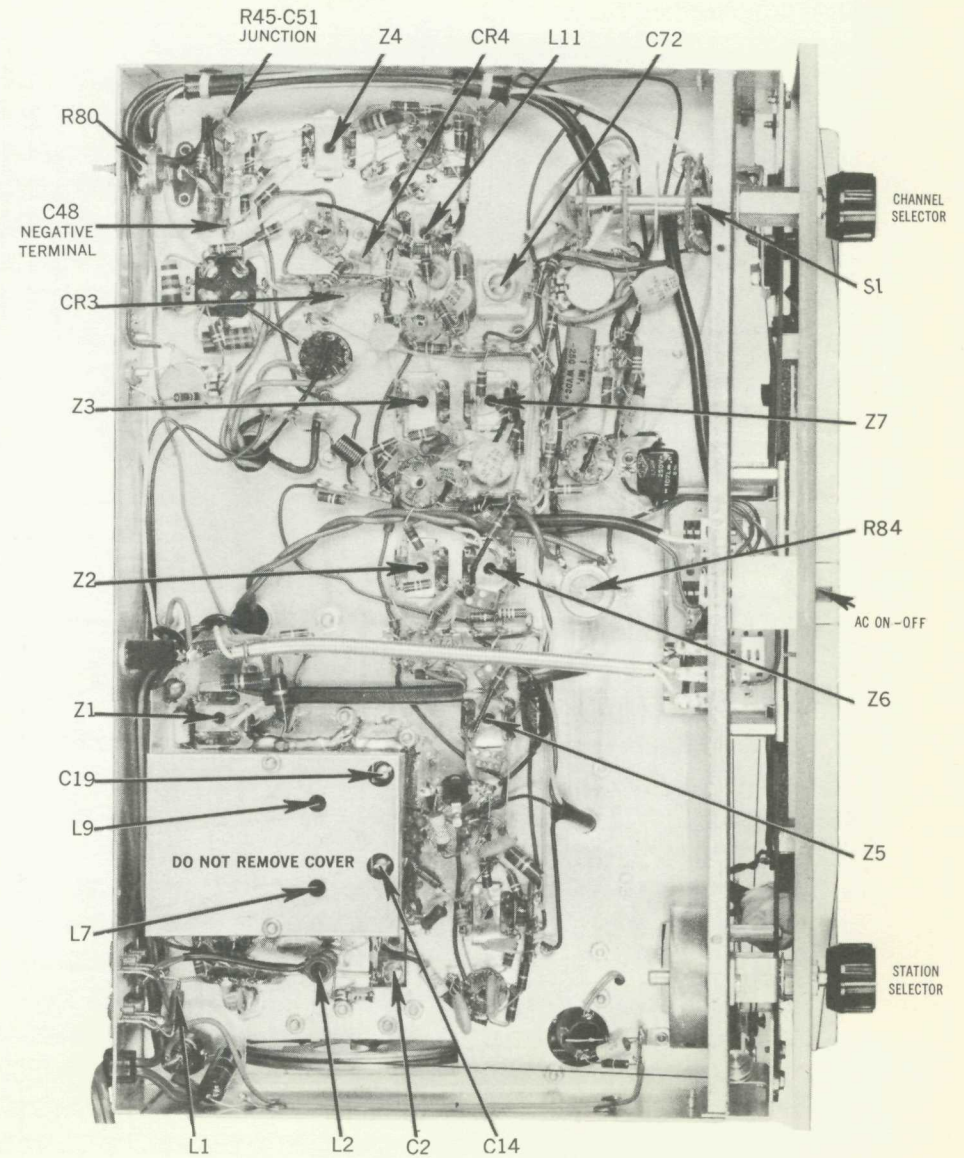 R45-C51
JUNCTION
Z4
CR4
L11
C72
R80
CHANNEL
SELECTOR
C48
NEGATIVE
TERMINAL
S1
CR3
Z3
Z7
R84
Z2
AC ON-OFF
Z6
Z1
C19
L9
DO NOT REMOVE COVER
Z5
L7
STATION
SELECTOR
L1
L2
C2
C14